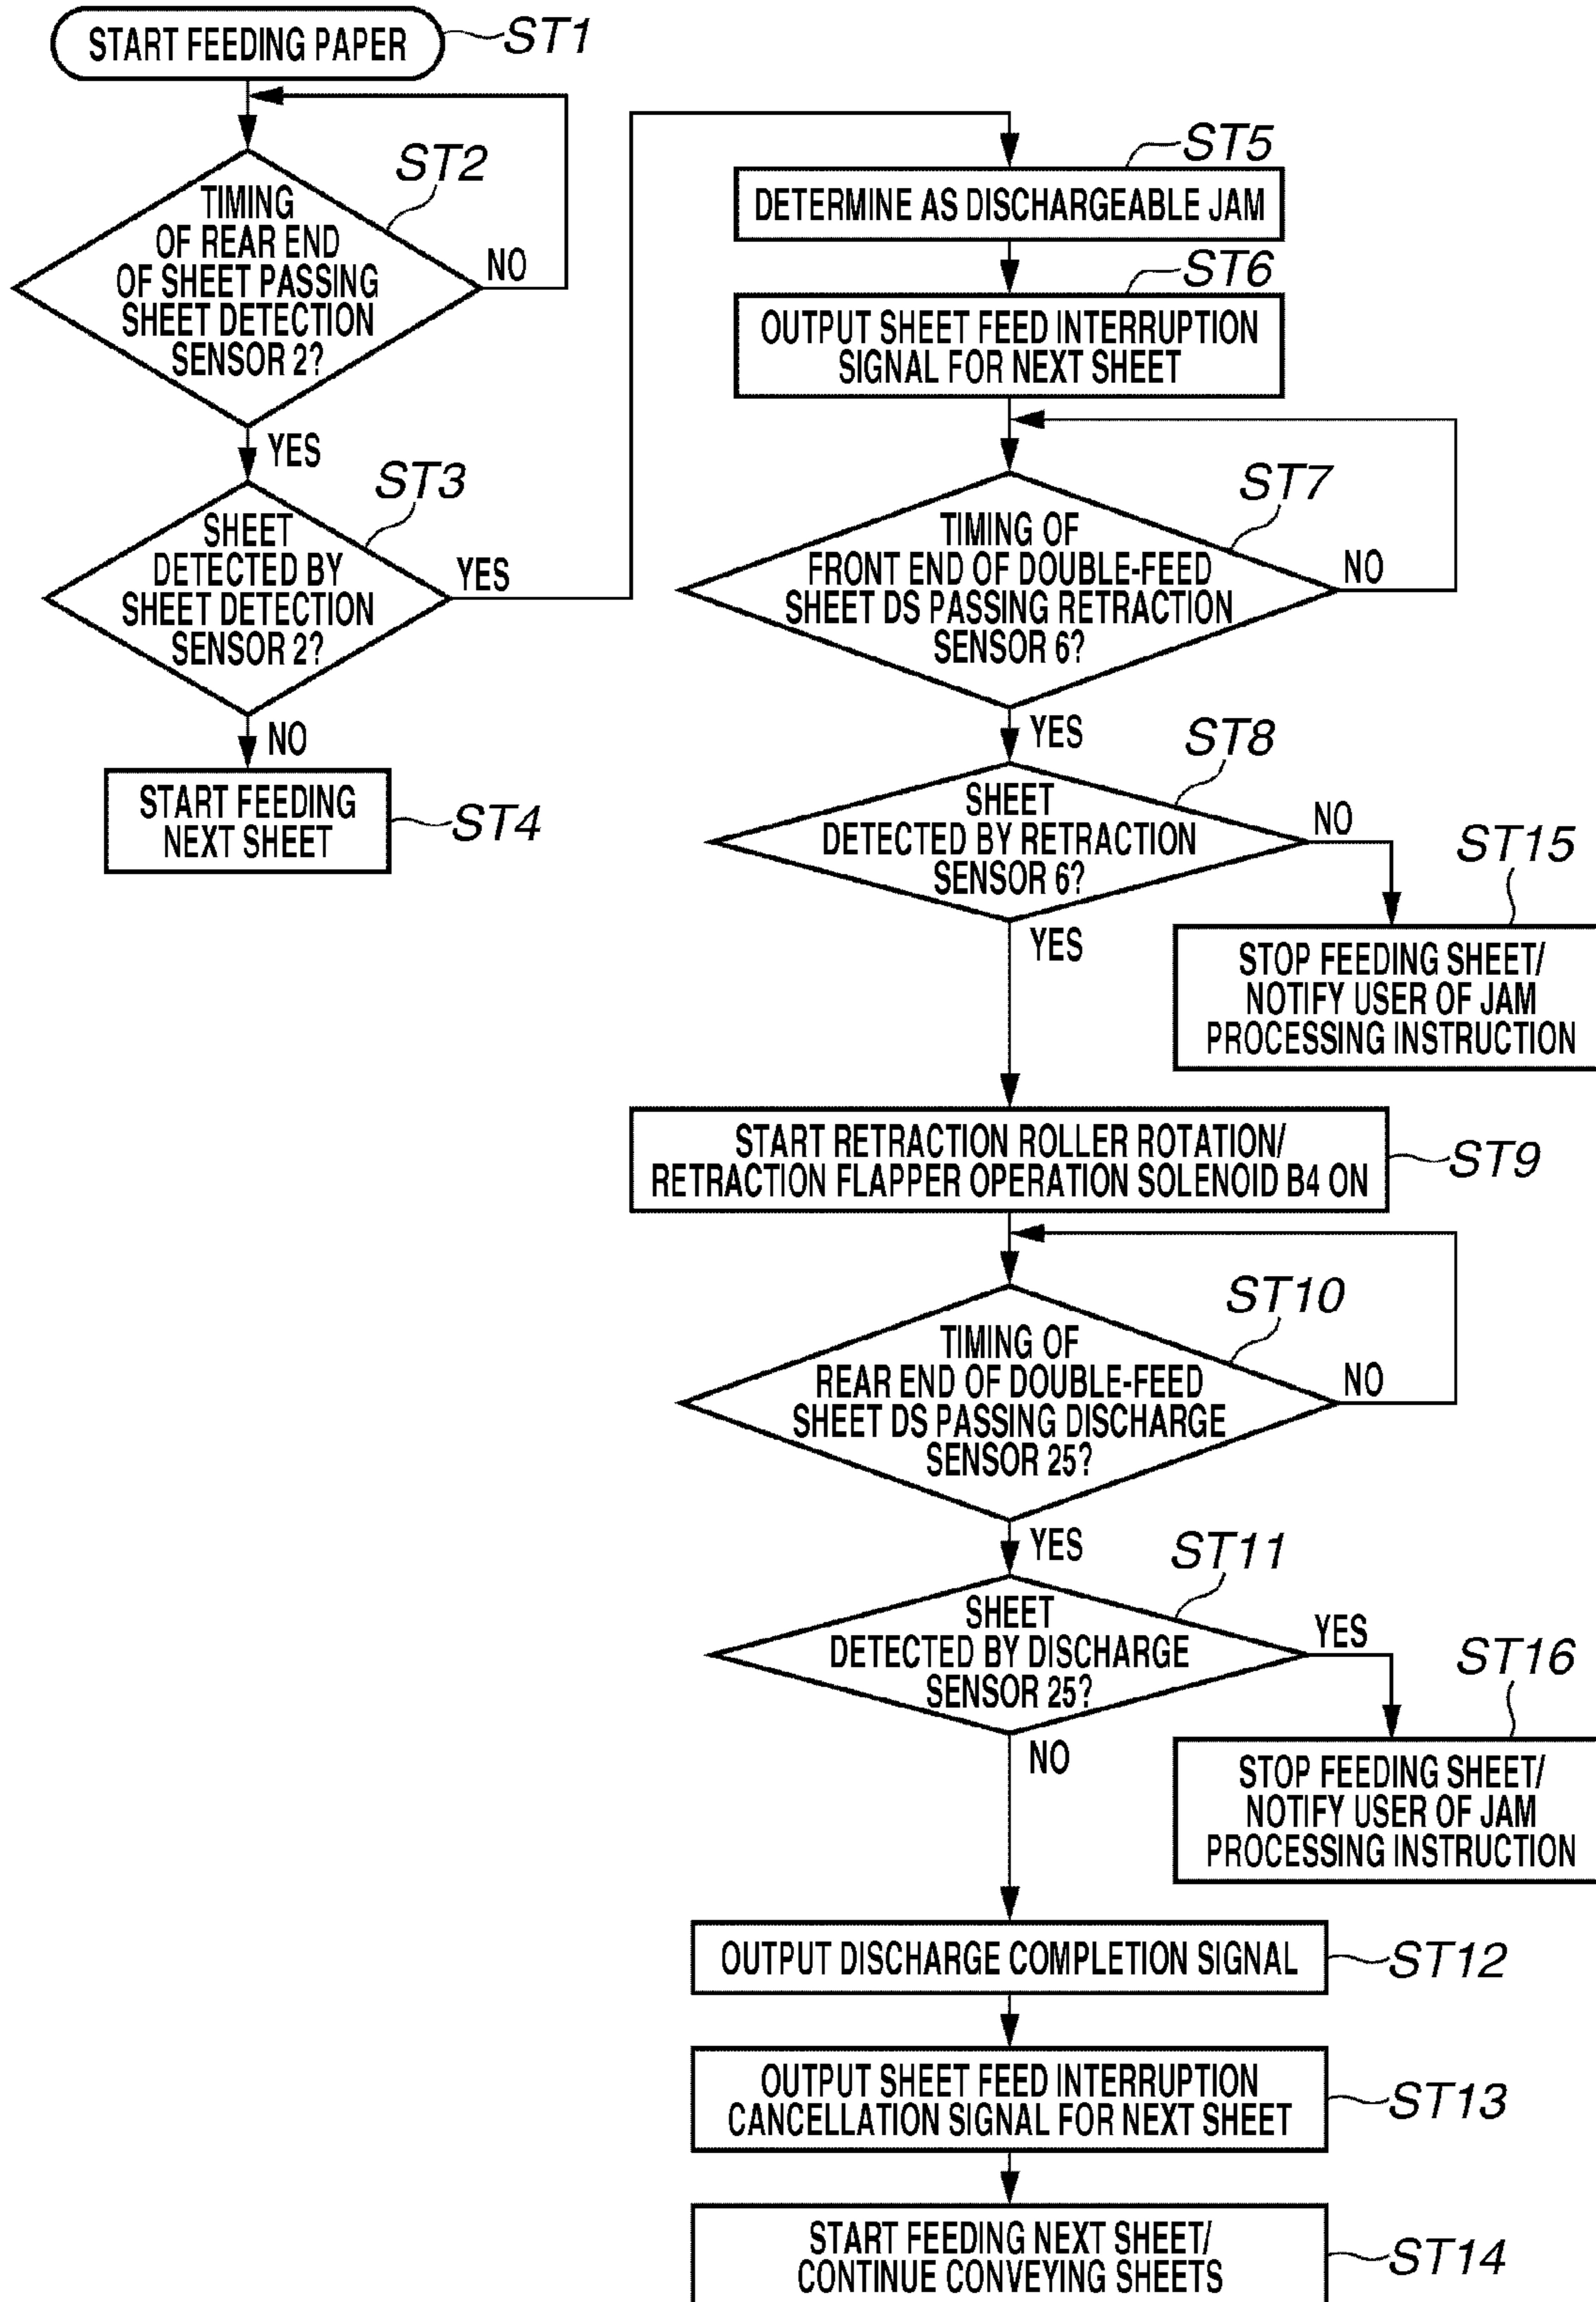 START FEEDING PAPER
ST1
ST2
TIMING
OF REAR END
OF SHEET PASSING
SHEET DETECTION
SENSOR 2?
NO
YES
ST3
SHEET
DETECTED BY
SHEET DETECTION
SENSOR 2?
YES
NO
START FEEDING
NEXT SHEET
ST4
ST5
DETERMINE AS DISCHARGEABLE JAM
ST6
OUTPUT SHEET FEED INTERRUPTION
SIGNAL FOR NEXT SHEET
ST7
TIMING OF
FRONT END OF DOUBLE-FEED
SHEET DS PASSING RETRACTION
SENSOR 6?
NO
YES
ST8
SHEET
DETECTED BY RETRACTION
SENSOR 6?
NO
YES
ST15
STOP FEEDING SHEET/
NOTIFY USER OF JAM
PROCESSING INSTRUCTION
START RETRACTION ROLLER ROTATION/
RETRACTION FLAPPER OPERATION SOLENOID B4 ON
ST9
ST10
TIMING OF
REAR END OF DOUBLE-FEED
SHEET DS PASSING DISCHARGE
SENSOR 25?
NO
YES
ST11
SHEET
DETECTED BY DISCHARGE
SENSOR 25?
YES
NO
ST16
STOP FEEDING SHEET/
NOTIFY USER OF JAM
PROCESSING INSTRUCTION
OUTPUT DISCHARGE COMPLETION SIGNAL
ST12
OUTPUT SHEET FEED INTERRUPTION
CANCELLATION SIGNAL FOR NEXT SHEET
ST13
START FEEDING NEXT SHEET/
CONTINUE CONVEYING SHEETS
ST14